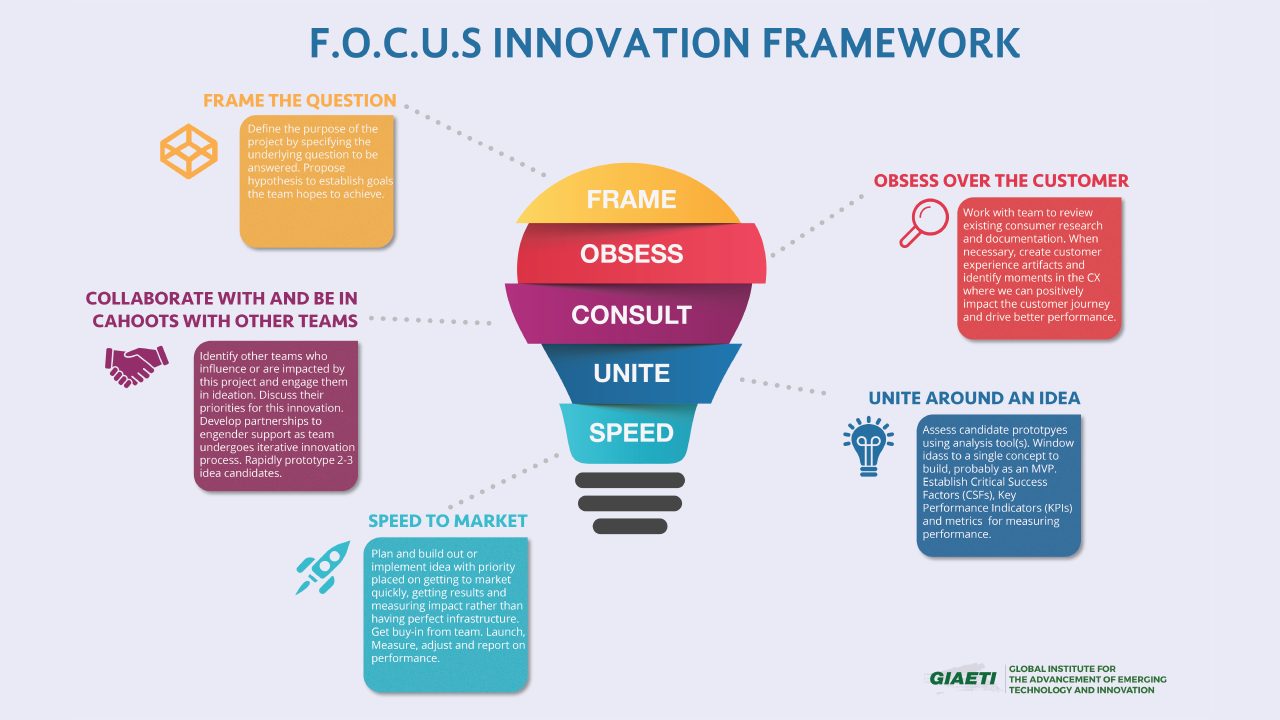 F.O.C.U.S INNOVATION FRAMEWORK
FRAME THE QUESTION
Define the purpose of the
project by specifying the
underlying question to be
answered. Propose
hypothesis to establish goals
the team hopes to achieve.
OBSESS OVER THE CUSTOMER
Work with team to review
existing consumer research
and documentation. When
necessary, create customer
experience artifacts and
identify moments in the CX
where we can positively
impact the customer journey
and drive better performance.
FRAME
OBSESS
CONSULT
UNITE
SPEED
COLLABORATE WITH AND BE IN
CAHOOTS WITH OTHER TEAMS
Identify other teams who
influence or are impacted by
this project and engage them
in ideation. Discuss their
priorities for this innovation.
Develop partnerships to
engender support as team
undergoes iterative innovation
process. Rapidly prototype 2-3
idea candidates.
UNITE AROUND AN IDEA
Assess candidate prototpyes
using analysis tool(s). Window
idass to a single concept to
build, probably as an MVP.
Establish Critical Success
Factors (CSFs), Key
Performance Indicators (KPIs)
and metrics for measuring
performance.
SPEED TO MARKET
Plan and build out or
implement idea with priority
placed on getting to market
quickly, getting results and
measuring impact rather than
having perfect infrastructure.
Get buy-in from team. Launch,
Measure, adjust and report on
performance.
GIAETI
GLOBAL INSTITUTE FOR
THE ADVANCEMENT OF EMERGING
TECHNOLOGY AND INNOVATION